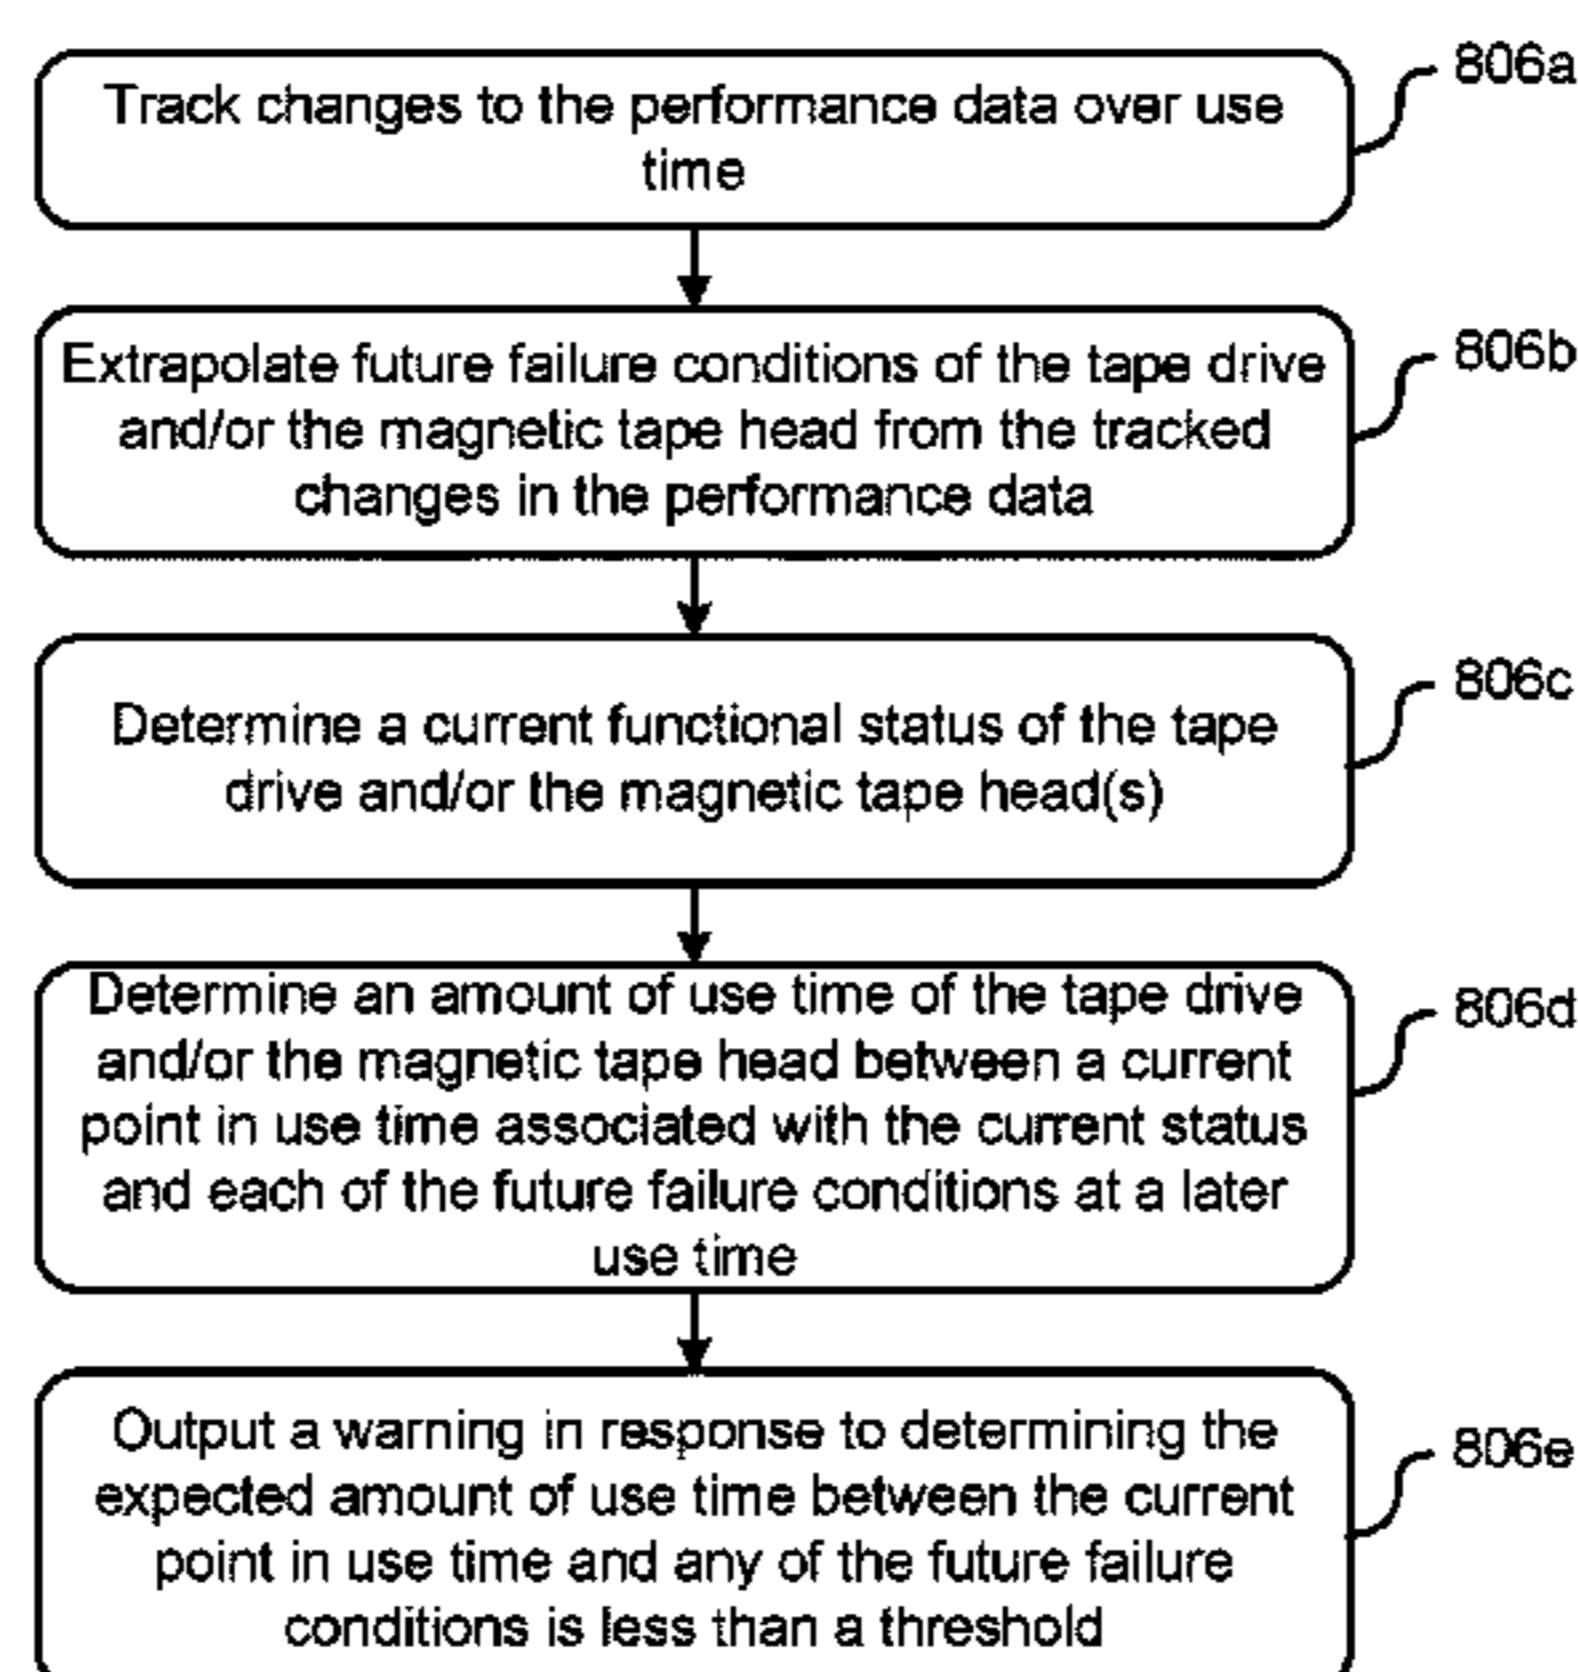 806a
Track changes to the performance data over use
time
806b
Extrapolate future failure conditions of the tape drive
and/or the magnetic tape head from the tracked
changes in the performance data
806c
Determine a current functional status of the tape
drive and/or the magnetic tape head(s)
806d
Determine an amount of use time of the tape drive
and/or the magnetic tape head between a current
point in use time associated with the current status
and each of the future failure conditions at a later
use time
806e
Output a warning in response to determining the
expected amount of use time between the current
point in use time and any of the future failure
conditions is less than a threshold